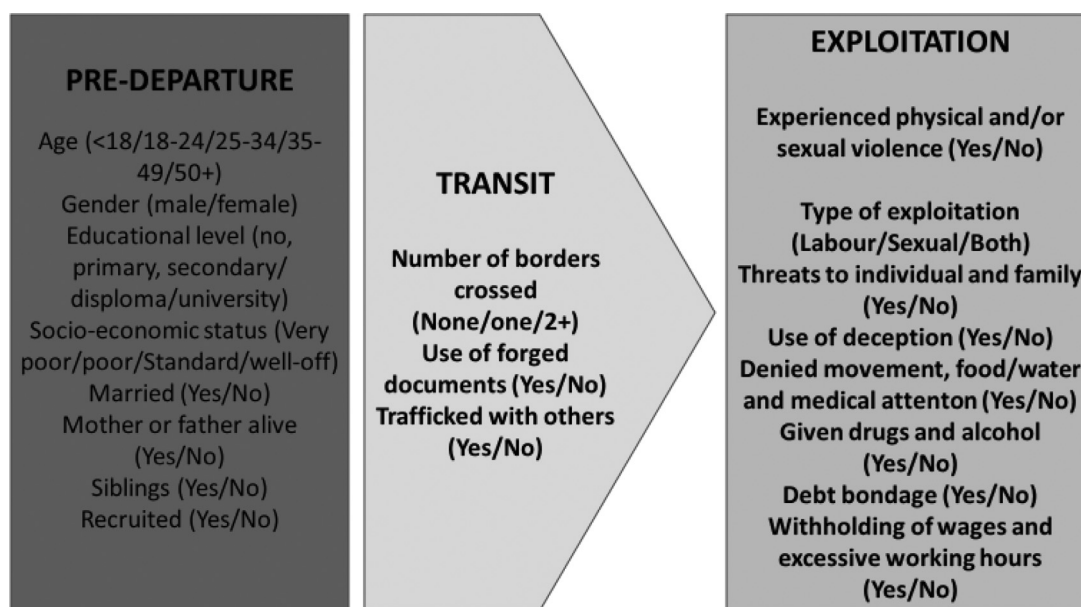 PRE-DEPARTURE
Age (<18/18-24/25-34/35-
49/50+)
Gender (male/female)
Educational level (no,
primary, secondary/
disploma/university)
Socio-economic status (Very
poor/poor/Standard/well-off)
Married (Yes/No)
Mother or father alive
(Yes/No)
Siblings (Yes/No)
Recruited (Yes/No)
TRANSIT
Number of borders
crossed
(None/one/2+)
Use of forged
documents (Yes/No)
Trafficked with others
(Yes/No)
EXPLOITATION
Experienced physical and/or
sexual violence (Yes/No)
Type of exploitation
(Labour/Sexual/Both)
Threats to individual and family
(Yes/No)
Use of deception (Yes/No)
Denied movement, food/water
and medical attenton (Yes/No)
Given drugs and alcohol
(Yes/No)
Debt bondage (Yes/No)
Withholding of wages and
excessive working hours
(Yes/No)